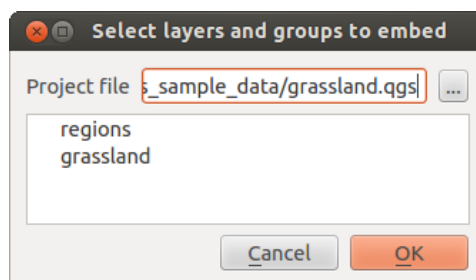 Select layers and groups to embed
Project file s_sample_data/grassland.qgs ...
regions
grassland
Cancel OK